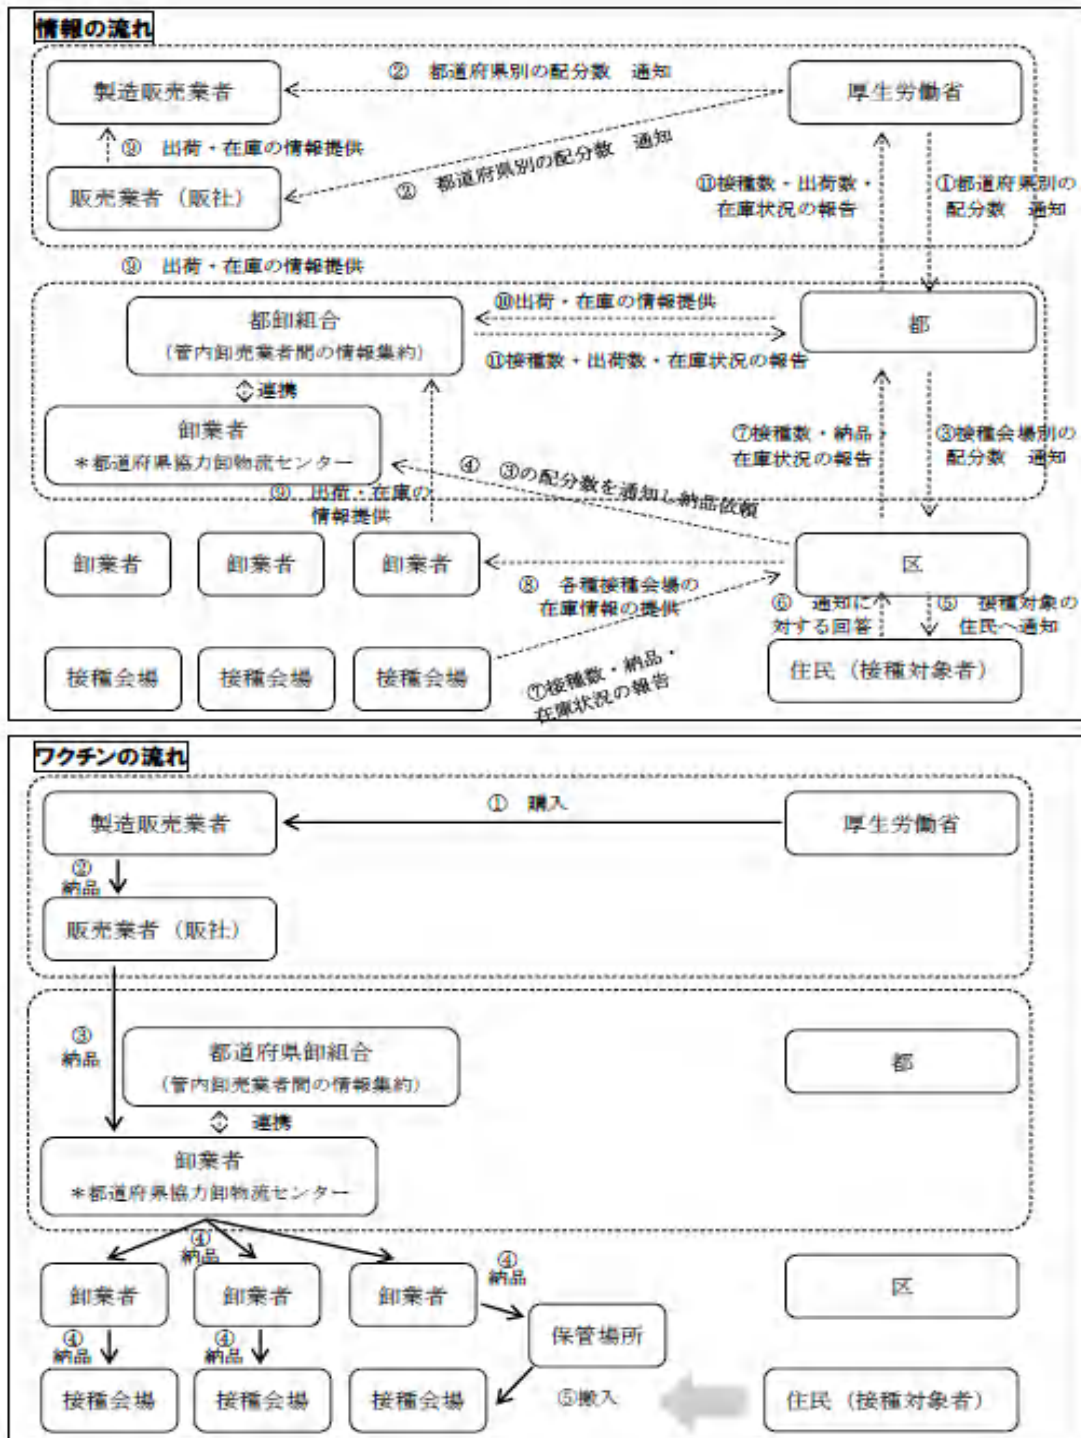 情報の流れ
② 都道府県別の配分数 通知
製造販売業者
厚生労働省
⑨ 出荷・在庫の情報提供
② 都道府県別の配分数 通知
販売業者（販社）
⑪接種数・出荷数・
在庫状況の報告
①都道府県別の
配分数 通知
⑨ 出荷・在庫の情報提供
都卸組合
（管内卸売業者間の情報集約）
⑩出荷・在庫の情報提供
都
⑪接種数・出荷数・在庫状況の報告
連携
卸業者
＊都道府県協力卸物流センター
⑦接種数・納品・
在庫状況の報告
③接種会場別の
配分数 通知
④ ③の配分数を通知し納品依頼
⑨ 出荷・在庫の
情報提供
卸業者
卸業者
卸業者
区
⑧ 各種接種会場の
在庫情報の提供
⑥ 通知に
対する回答
⑤ 接種対象の
住民へ通知
接種会場
接種会場
接種会場
⑦接種数・納品・
在庫状況の報告
住民（接種対象者）
ワクチンの流れ
① 購入
製造販売業者
厚生労働省
②
納品
販売業者（販社）
③
納品
都道府県卸組合
（管内卸売業者間の情報集約）
都
連携
卸業者
＊都道府県協力卸物流センター
④
納品
④
納品
卸業者
卸業者
卸業者
区
保管場所
④
納品
④
納品
接種会場
接種会場
接種会場
⑤搬入
住民（接種対象者）